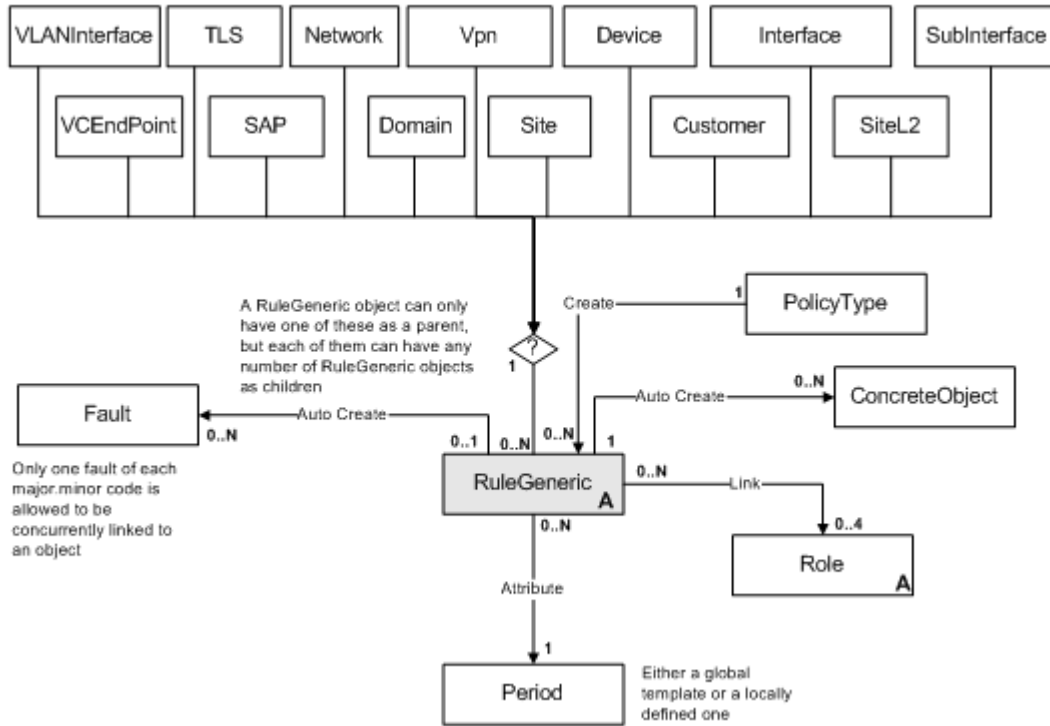 VLANInterface
TLS
Network
Vpn
Device
Interface
SubInterface
VCEndPoint
SAP
Domain
Site
Customer
SiteL2
A RuleGeneric object can only
have one of these as a parent,
but each of them can have any
number of RuleGeneric objects
as children
Create
1
PolicyType
?
1
Fault
0..N
Auto Create
0..1
0..N
0..N
1
Auto Create
0..N
ConcreteObject
Only one fault of each
major.minor code is
allowed to be
concurrently linked to
an object
RuleGeneric
A
0..N
Link
0..4
Role
A
0..N
Attribute
1
Period
Either a global
template or a locally
defined one